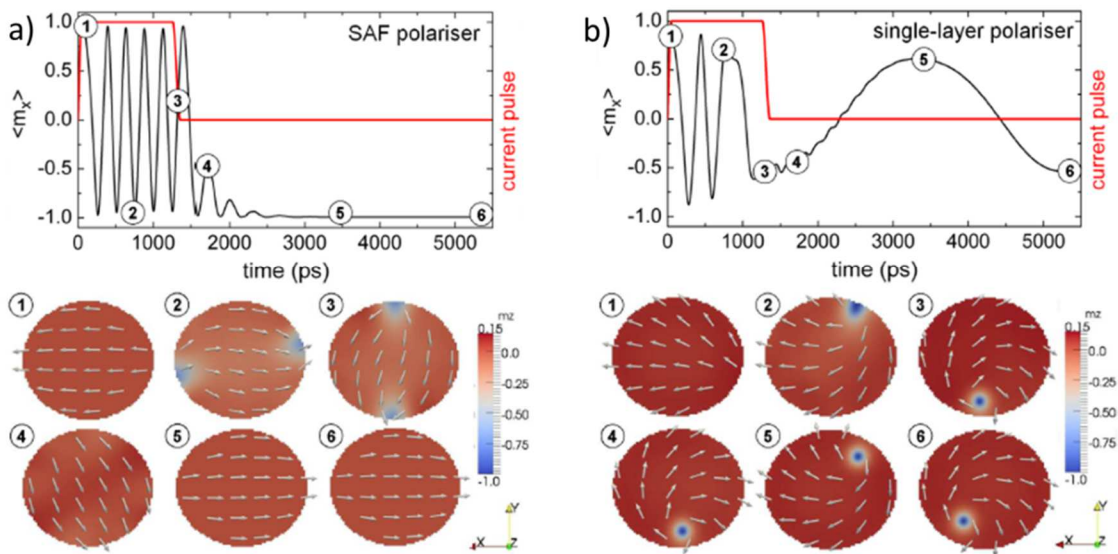 a)
SAF polariser
<mx>
current pulse
1.0
0.5
0.0
-0.5
-1.0
1
2
3
4
5
6
0 1000 2000 3000 4000 5000
time (ps)
1 2 3
4 5 6
mz
0.15
0.0
-0.25
-0.50
-0.75
-1.0
X Y Z
b)
single-layer polariser
<mx>
current pulse
1.0
0.5
0.0
-0.5
-1.0
1
2
3
4
5
6
0 1000 2000 3000 4000 5000
time (ps)
1 2 3
4 5 6
mz
0.15
0.0
-0.25
-0.50
-0.75
-1.0
X Y Z